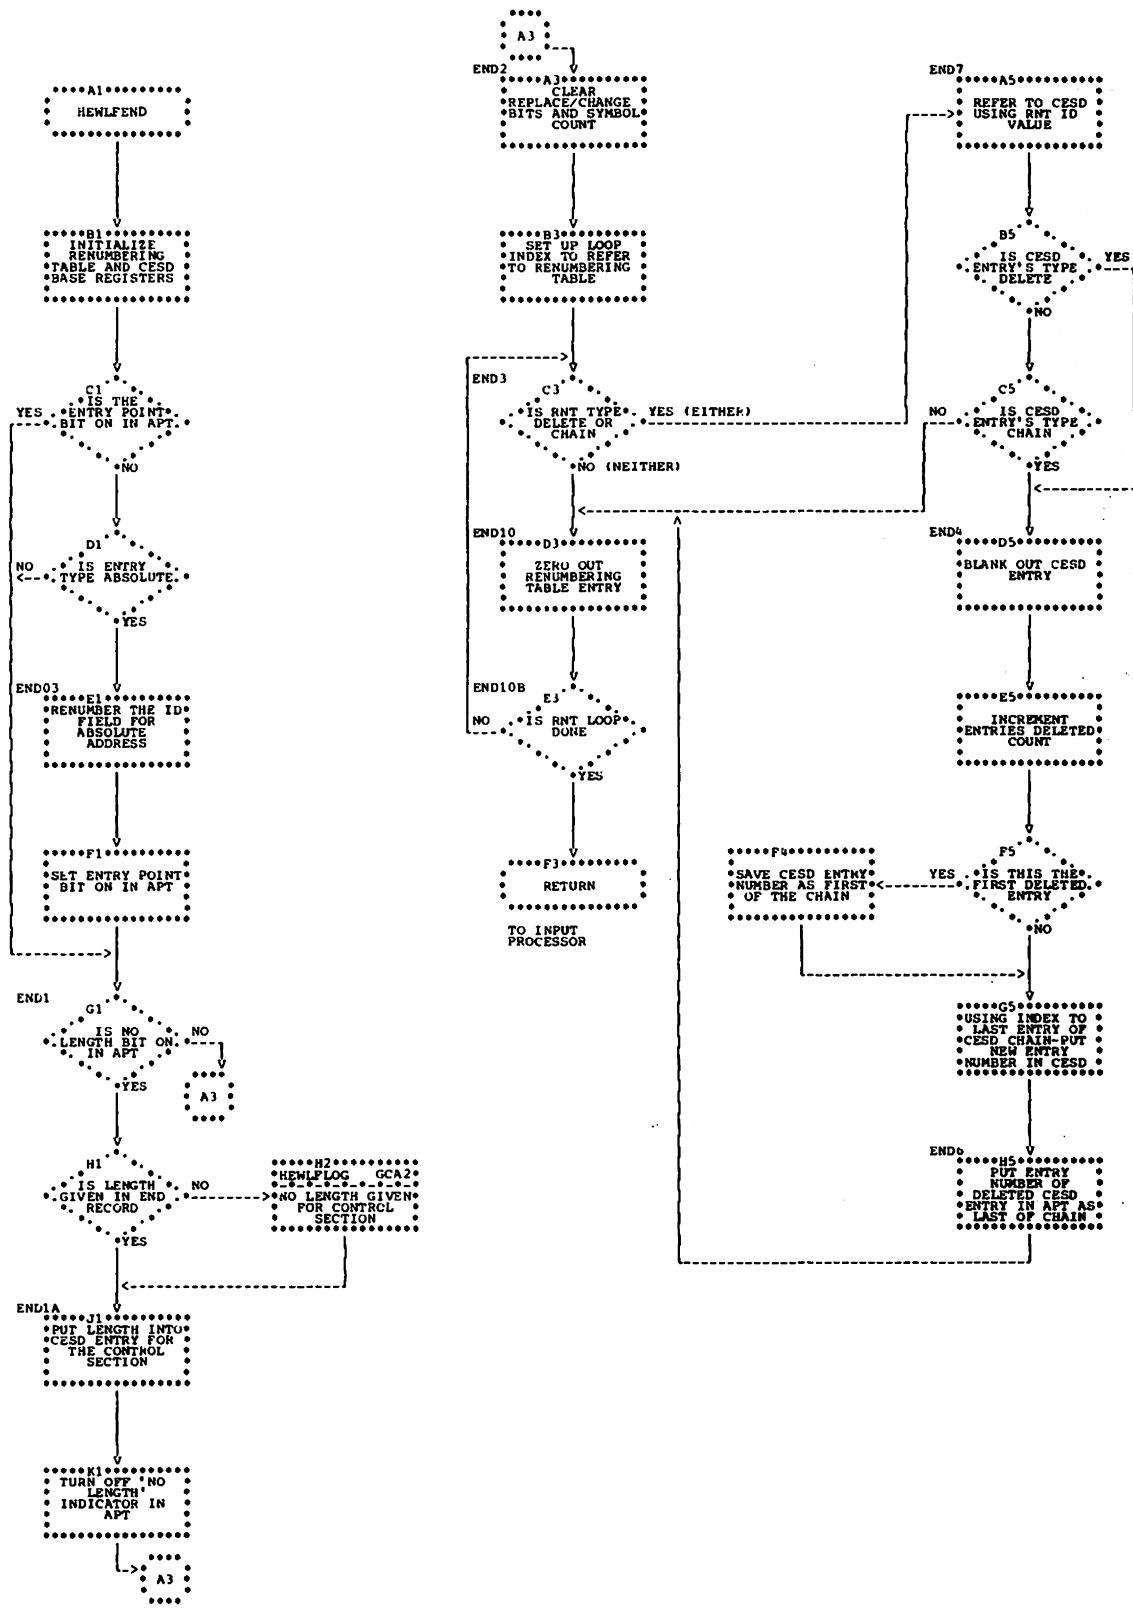 A1
HEWLFEND
B1
INITIALIZE
RENUMBERING
TABLE AND CESD
BASE REGISTERS
C1
IS THE
ENTRY POINT
BIT ON IN APT
YES
NO
D1
IS ENTRY
TYPE ABSOLUTE
NO
YES
END03
E1
RENUMBER THE ID
FIELD FOR
ABSOLUTE
ADDRESS
F1
SET ENTRY POINT
BIT ON IN APT
END1
G1
IS NO
LENGTH BIT ON
IN APT
NO
YES
A3
H1
IS LENGTH
GIVEN IN END
RECORD
NO
YES
H2
HEWLFLOG GCA2
NO LENGTH GIVEN
FOR CONTROL
SECTION
END1A
J1
PUT LENGTH INTO
CESD ENTRY FOR
THE CONTROL
SECTION
K1
TURN OFF 'NO
LENGTH'
INDICATOR IN
APT
A3
A3
END2
A3
CLEAR
REPLACE/CHANGE
BITS AND SYMBOL
COUNT
B3
SET UP LOOP
INDEX TO REFER
TO RENUMBERING
TABLE
END3
C3
IS RNT TYPE
DELETE OR
CHAIN
YES (EITHER)
NO (NEITHER)
END10
D3
ZERO OUT
RENUMBERING
TABLE ENTRY
END10B
E3
IS RNT LOOP
DONE
NO
YES
F3
RETURN
TO INPUT
PROCESSOR
END7
A5
REFER TO CESD
USING RNT ID
VALUE
B5
IS CESD
ENTRY'S TYPE
DELETE
YES
NO
C5
IS CESD
ENTRY'S TYPE
CHAIN
NO
YES
END4
D5
BLANK OUT CESD
ENTRY
E5
INCREMENT
ENTRIES DELETED
COUNT
F5
IS THIS THE
FIRST DELETED
ENTRY
YES
NO
F4
SAVE CESD ENTRY
NUMBER AS FIRST
OF THE CHAIN
G5
USING INDEX TO
LAST ENTRY OF
CESD CHAIN-PUT
NEW ENTRY
NUMBER IN CESD
END6
H5
PUT ENTRY
NUMBER OF
DELETED CESD
ENTRY IN APT AS
LAST OF CHAIN